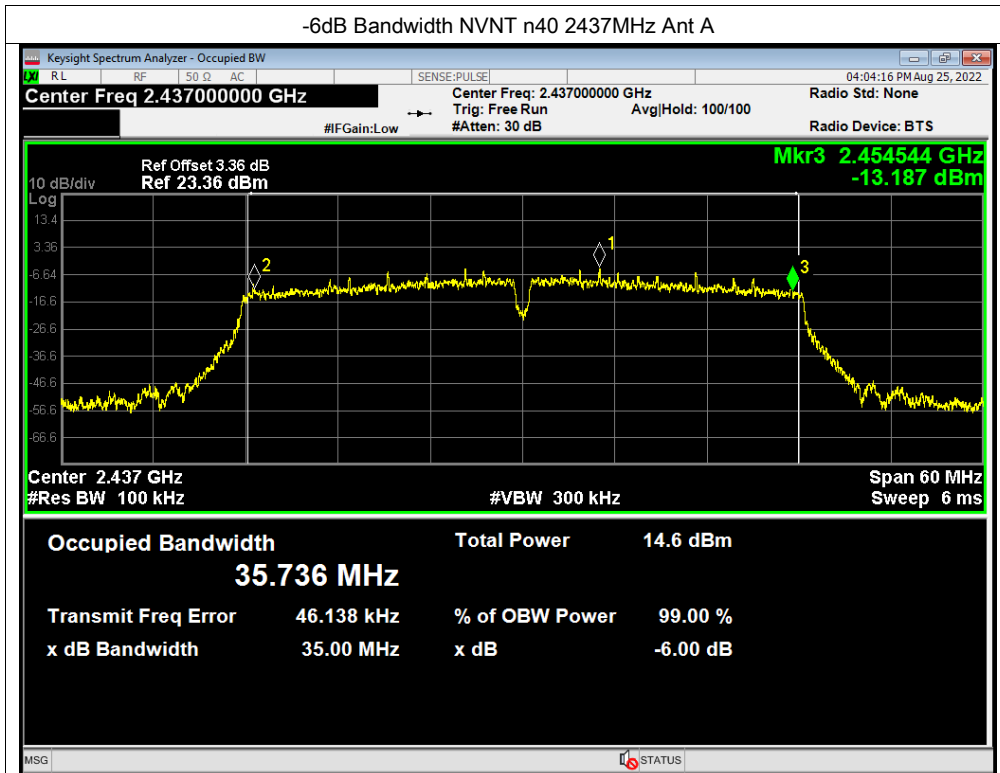 -6dB Bandwidth NVNT n40 2437MHz Ant A
Keysight Spectrum Analyzer - Occupied BW
LXI RL RF 50 Ω AC SENSE:PULSE 04:04:16 PM Aug 25, 2022
Center Freq 2.437000000 GHz Center Freq: 2.437000000 GHz Radio Std: None
Trig: Free Run Avg|Hold: 100/100
#IFGain:Low #Atten: 30 dB Radio Device: BTS
Ref Offset 3.36 dB Mkr3 2.454544 GHz
10 dB/div Ref 23.36 dBm -13.187 dBm
Log
13.4
3.36
-6.64
-16.6
-26.6
-36.6
-46.6
-56.6
-66.6
1
2
3
Center 2.437 GHz Span 60 MHz
#Res BW 100 kHz #VBW 300 kHz Sweep 6 ms
Occupied Bandwidth Total Power 14.6 dBm
35.736 MHz
Transmit Freq Error 46.138 kHz % of OBW Power 99.00 %
x dB Bandwidth 35.00 MHz x dB -6.00 dB
MSG STATUS